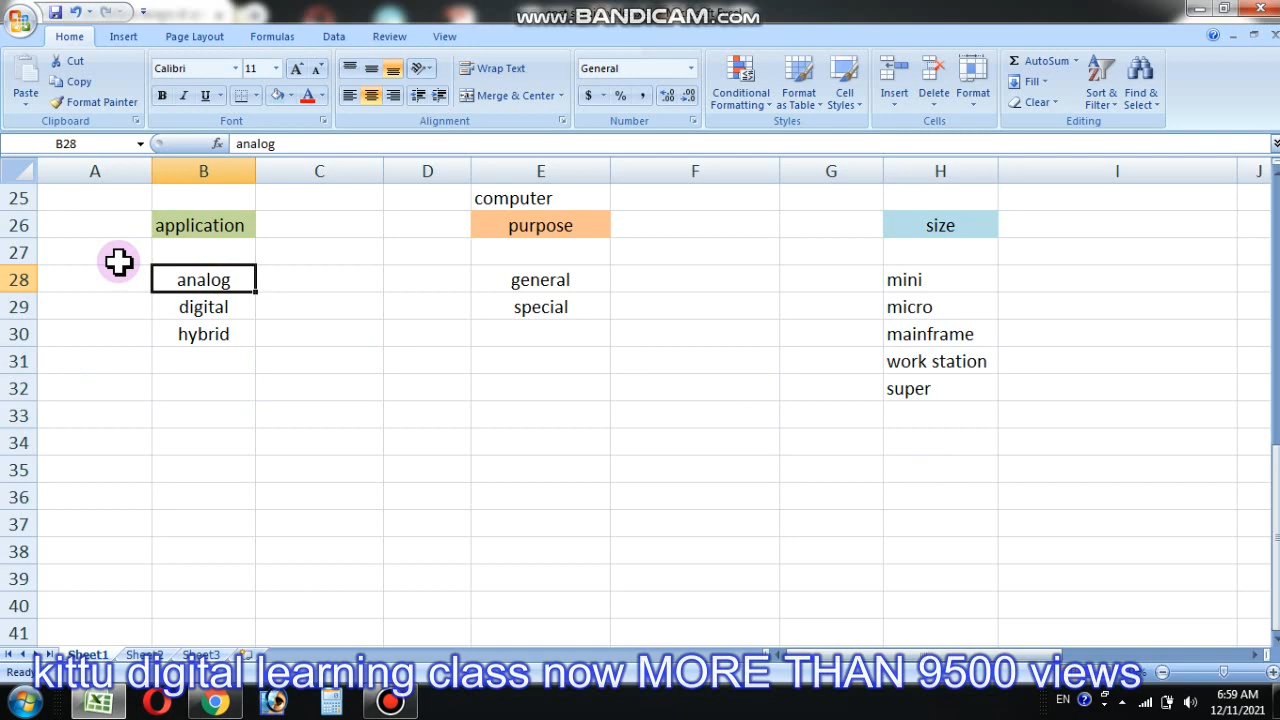 www.BANDICAM.com
Home Insert Page Layout Formulas Data Review View
Paste
Cut
Copy
Format Painter
Clipboard
Calibri 11
B I U
Font
Wrap Text
Merge & Center
Alignment
General
$ % ,
Number
Conditional Formatting
Format as Table
Cell Styles
Styles
Insert Delete Format
Cells
AutoSum
Fill
Clear
Sort & Filter
Find & Select
Editing
B28 fx analog
A B C D E F G H I J
25 computer
26 application purpose size
27
28 analog general mini
29 digital special micro
30 hybrid mainframe
31 work station
32 super
33
34
35
36
37
38
39
40
41
Sheet1 Sheet2 Sheet3
kittu digital learning class now MORE THAN 9500 views
EN
6:59 AM
12/11/2021